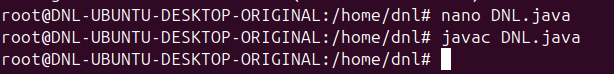 root@DNL-UBUNTU-DESKTOP-ORIGINAL:/home/dnl# nano DNL.java
root@DNL-UBUNTU-DESKTOP-ORIGINAL:/home/dnl# javac DNL.java
root@DNL-UBUNTU-DESKTOP-ORIGINAL:/home/dnl#